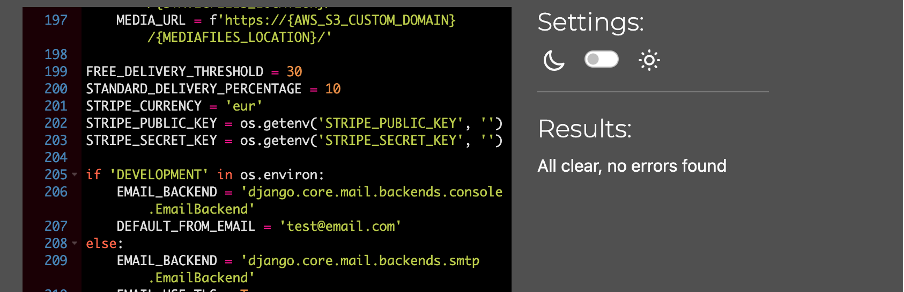 197 MEDIA_URL = f'https://{AWS_S3_CUSTOM_DOMAIN}
/{MEDIAFILES_LOCATION}/'
198
199 FREE_DELIVERY_THRESHOLD = 30
200 STANDARD_DELIVERY_PERCENTAGE = 10
201 STRIPE_CURRENCY = 'eur'
202 STRIPE_PUBLIC_KEY = os.getenv('STRIPE_PUBLIC_KEY', '')
203 STRIPE_SECRET_KEY = os.getenv('STRIPE_SECRET_KEY', '')
204
205 if 'DEVELOPMENT' in os.environ:
206 EMAIL_BACKEND = 'django.core.mail.backends.console
.EmailBackend'
207 DEFAULT_FROM_EMAIL = 'test@email.com'
208 else:
209 EMAIL_BACKEND = 'django.core.mail.backends.smtp
.EmailBackend'
Settings:
Results:
All clear, no errors found